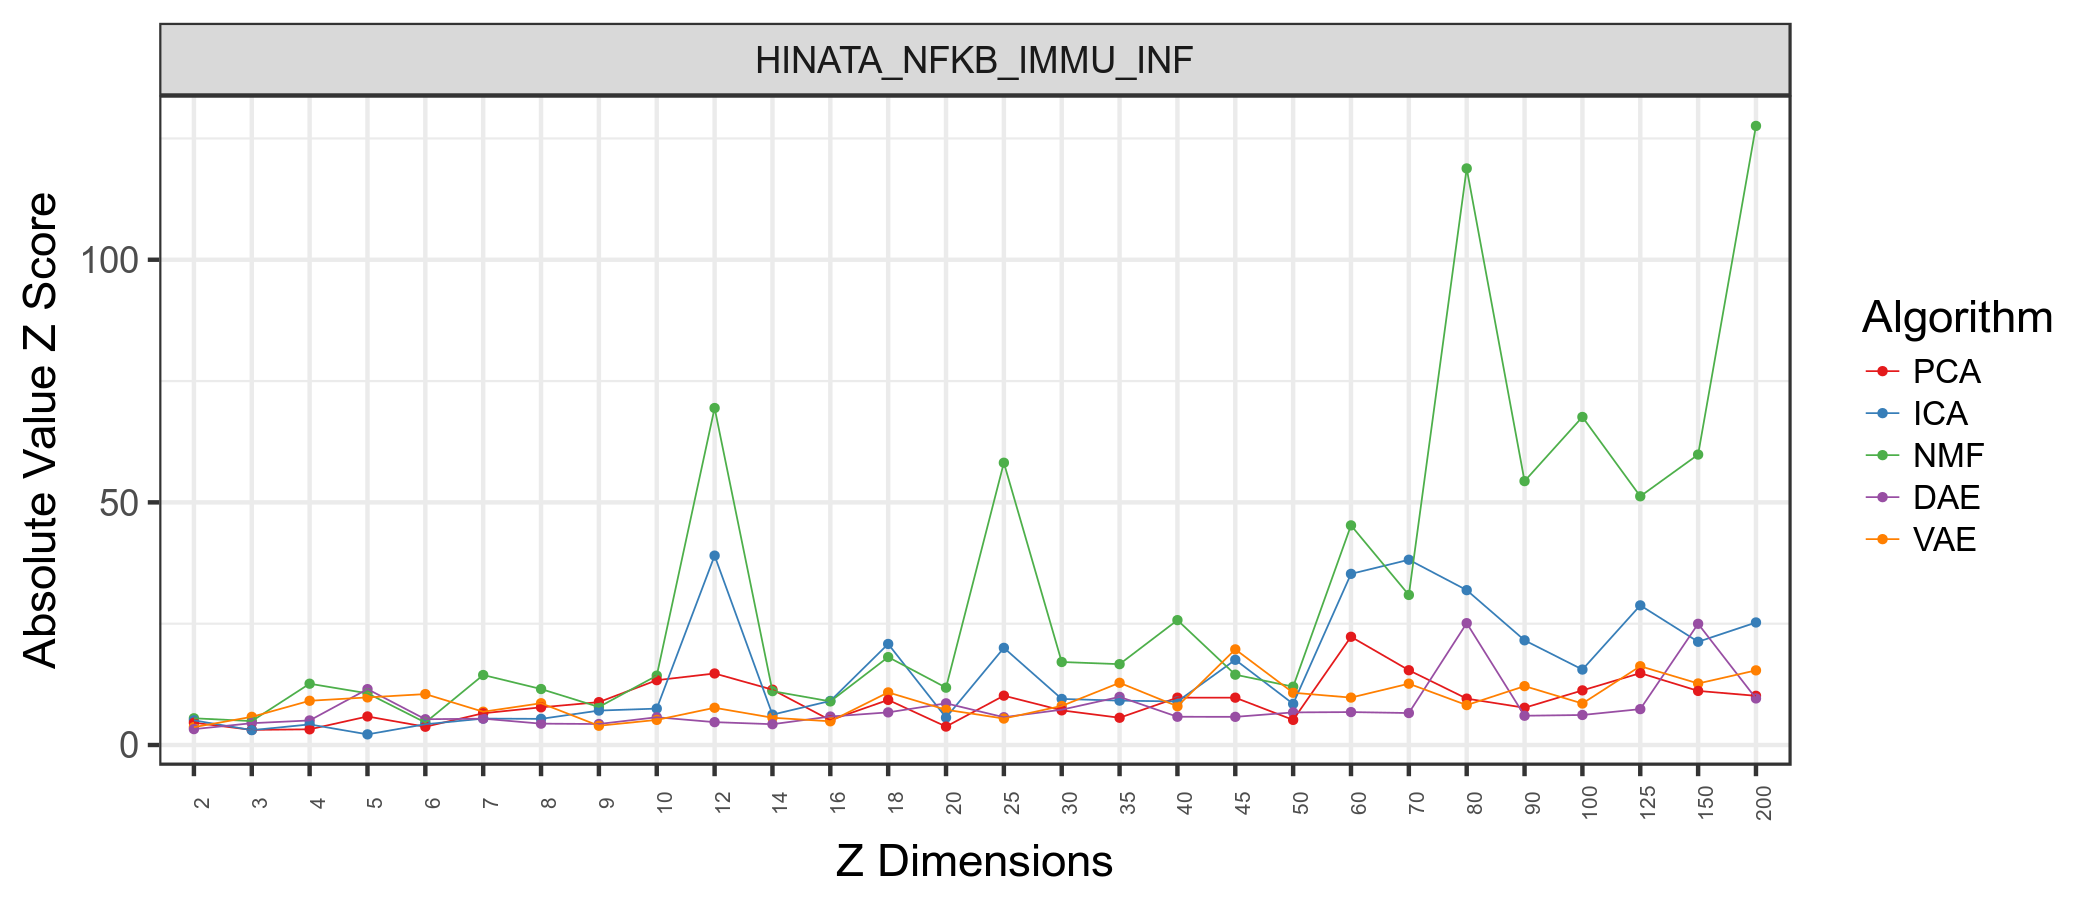 HINATA_NFKB_IMMU_INF
Absolute Value Z Score
100
50
0
2 3 4 5 6 7 8 9 10 12 14 16 18 20 25 30 35 40 45 50 60 70 80 90 100 125 150 200
Z Dimensions
Algorithm
PCA
ICA
NMF
DAE
VAE